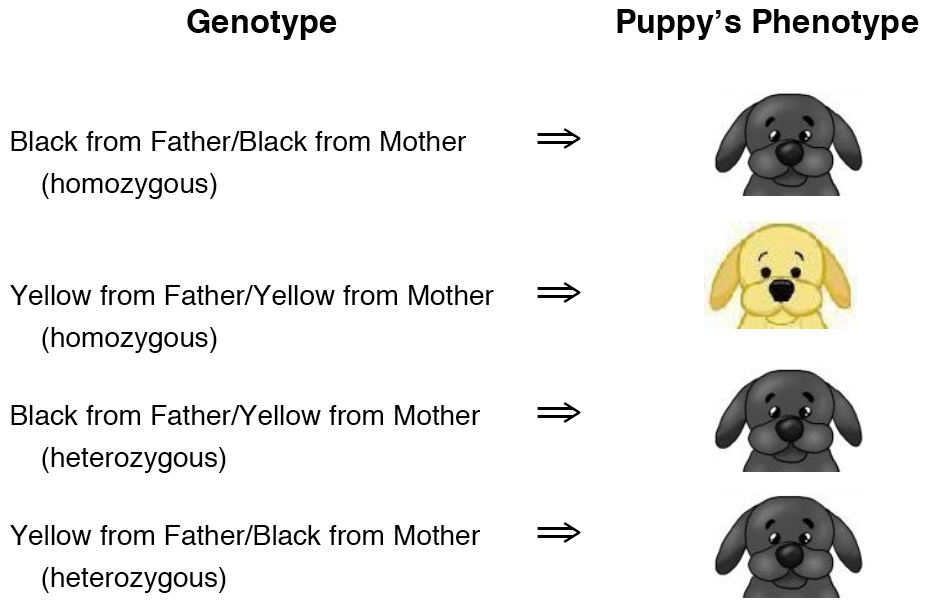 Genotype
Puppy’s Phenotype
Black from Father/Black from Mother
(homozygous)
Yellow from Father/Yellow from Mother
(homozygous)
Black from Father/Yellow from Mother
(heterozygous)
Yellow from Father/Black from Mother
(heterozygous)